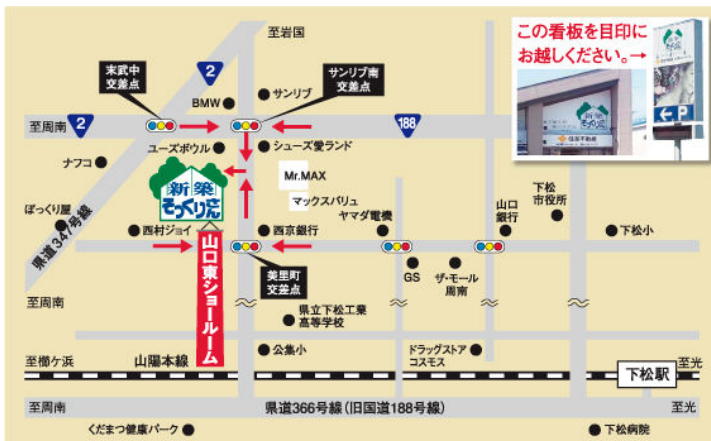 至岩国
この看板を目印に
お越しください。→
新築
そっくりさん
住友不動産
←P
末武中
交差点
2
BMW
サンリブ
サンリブ南
交差点
至周南
2
188
ユーズボウル
シューズ愛ランド
ナフコ
Mr.MAX
マックスバリュ
ヤマダ電機
山口
銀行
下松
市役所
新築
そっくりさん
ぽっくり屋
県道347号線
西村ジョイ
西京銀行
下松小
山口東ショールーム
美里町
交差点
GS
ザ・モール
周南
至周南
県立下松工業
高等学校
公集小
ドラッグストア
コスモス
至櫛ケ浜
山陽本線
下松駅
至光
至周南
県道366号線(旧国道188号線)
至光
くだまつ健康パーク
下松病院